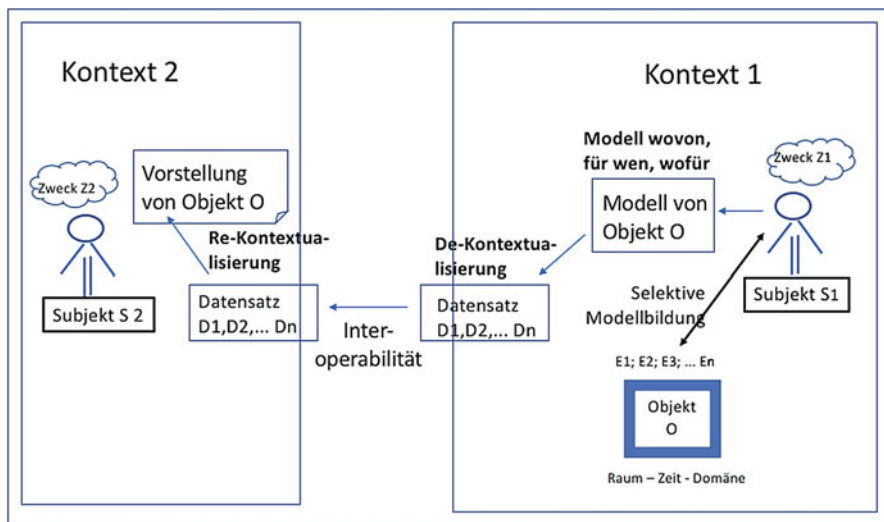 Kontext 2
Zweck Z2
Vorstellung
von Objekt O
Re-Kontextua-
lisierung
Subjekt S 2
Datensatz
D1,D2,... Dn
Inter-
operabilität
Kontext 1
Modell wovon,
für wen, wofür
Zweck Z1
Modell von
Objekt O
De-Kontextua-
lisierung
Datensatz
D1,D2,... Dn
Selektive
Modellbildung
Subjekt S1
E1; E2; E3; ... En
Objekt
O
Raum – Zeit - Domäne